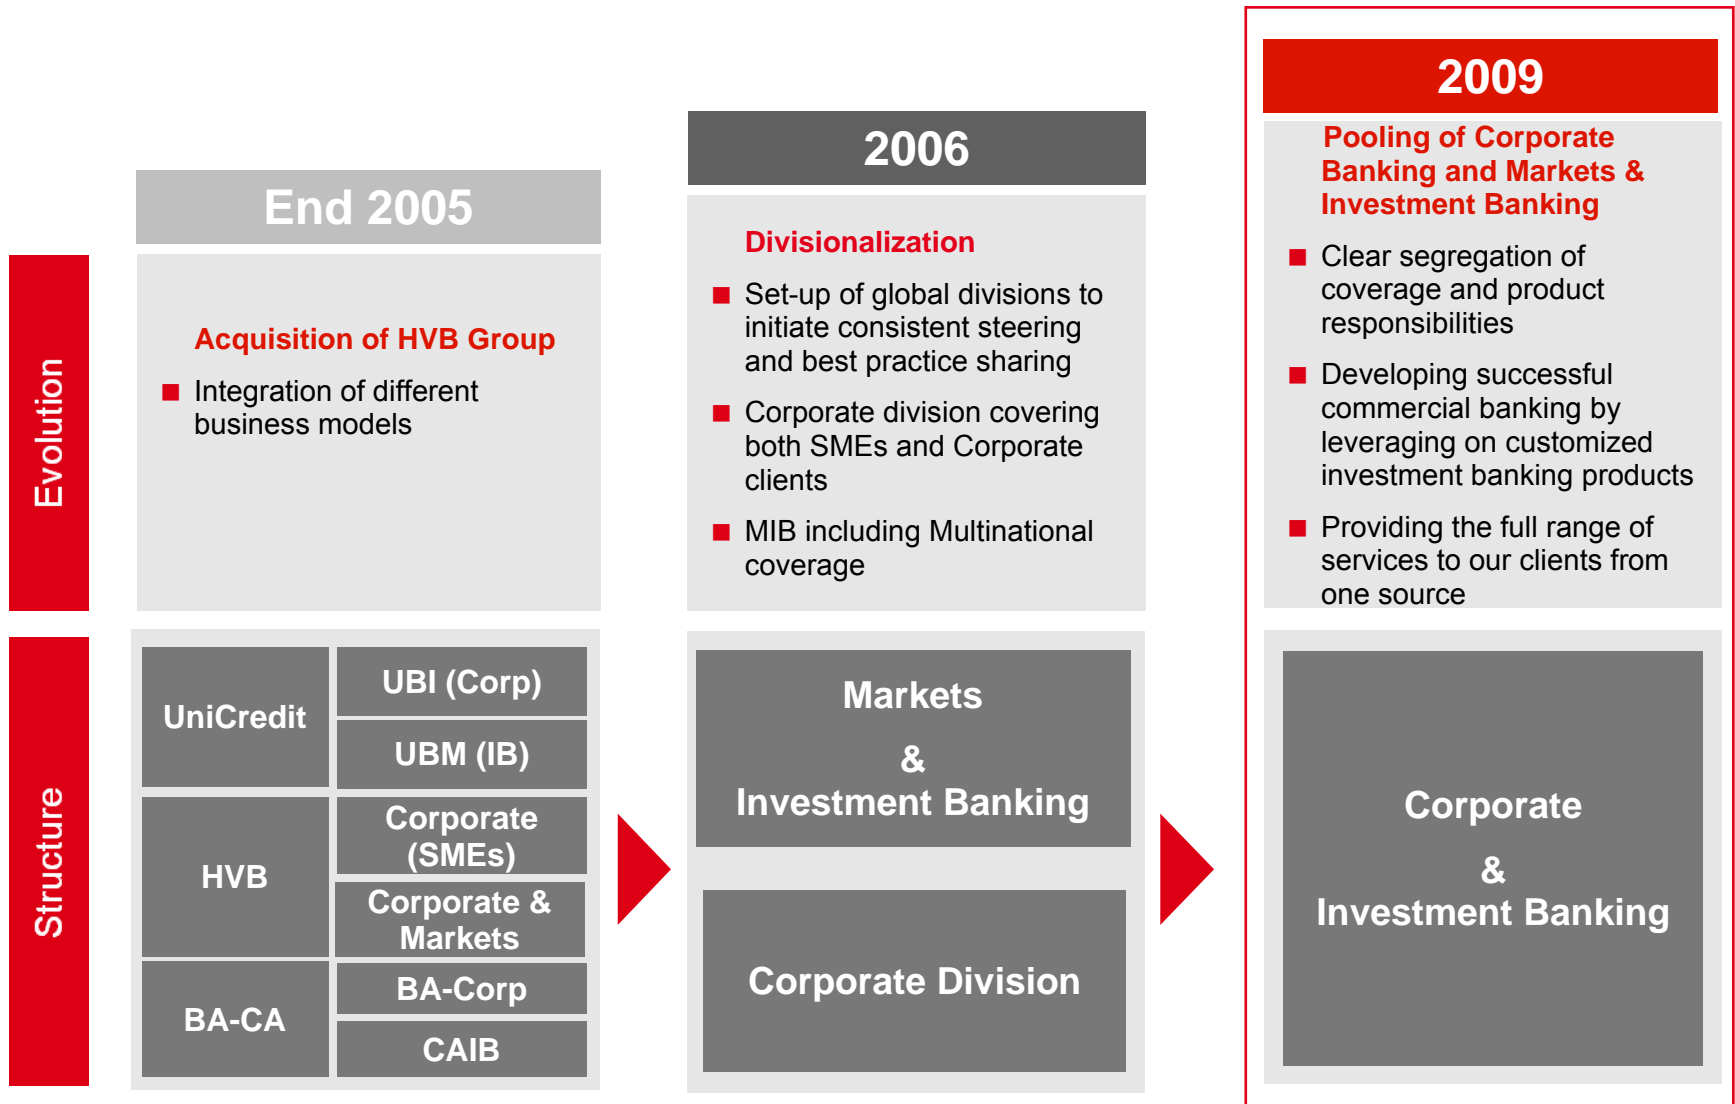 End 2005
2006
2009
Evolution
Acquisition of HVB Group
Integration of different
business models
Divisionalization
Set-up of global divisions to
initiate consistent steering
and best practice sharing
Corporate division covering
both SMEs and Corporate
clients
MIB including Multinational
coverage
Pooling of Corporate
Banking and Markets &
Investment Banking
Clear segregation of
coverage and product
responsibilities
Developing successful
commercial banking by
leveraging on customized
investment banking products
Providing the full range of
services to our clients from
one source
Structure
UniCredit
UBI (Corp)
UBM (IB)
HVB
Corporate
(SMEs)
Corporate &
Markets
BA-CA
BA-Corp
CAIB
Markets
&
Investment Banking
Corporate Division
Corporate
&
Investment Banking